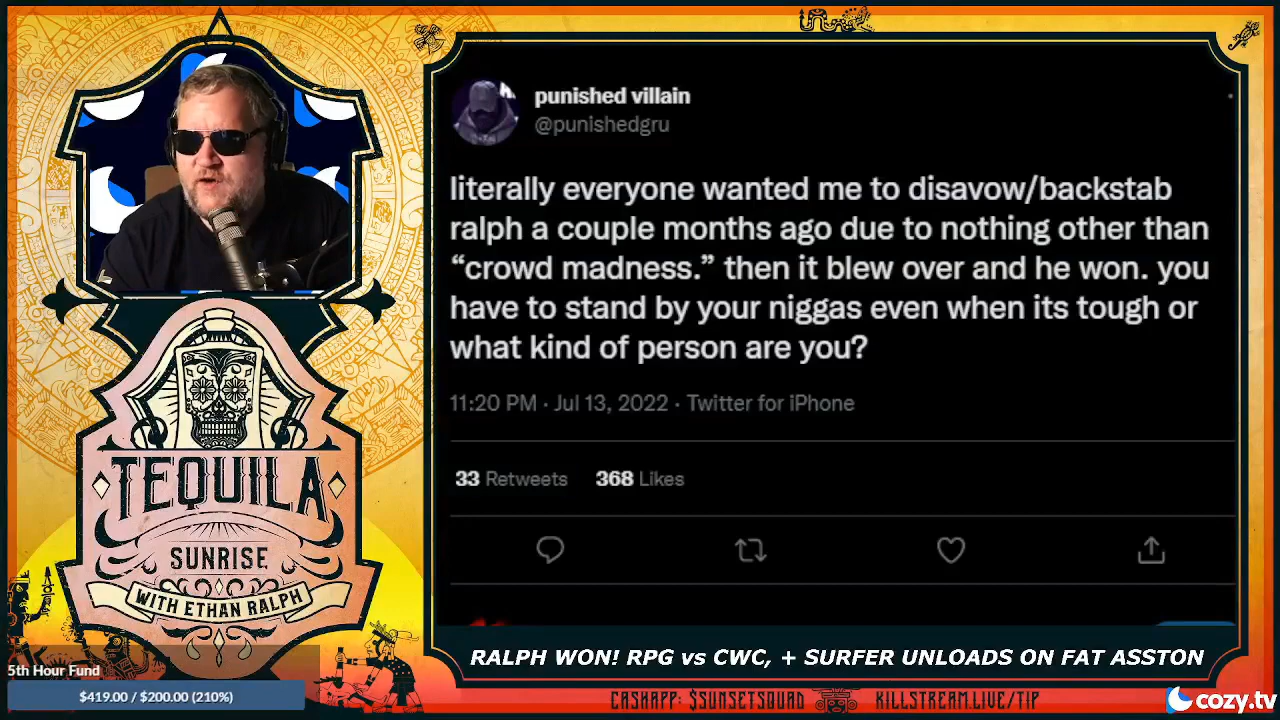 punished villain
@punishedgru
literally everyone wanted me to disavow/backstab
ralph a couple months ago due to nothing other than
“crowd madness.” then it blew over and he won. you
have to stand by your niggas even when its tough or
what kind of person are you?
11:20 PM · Jul 13, 2022 · Twitter for iPhone
33 Retweets 368 Likes
TEQUILA
SUNRISE
WITH ETHAN RALPH
5th Hour Fund
$419.00 / $200.00 (210%)
RALPH WON! RPG vs CWC, + SURFER UNLOADS ON FAT ASSTON
CASHAPP: $SUNSETSQUAD
KILLSTREAM.LIVE/TIP
cozy.tv